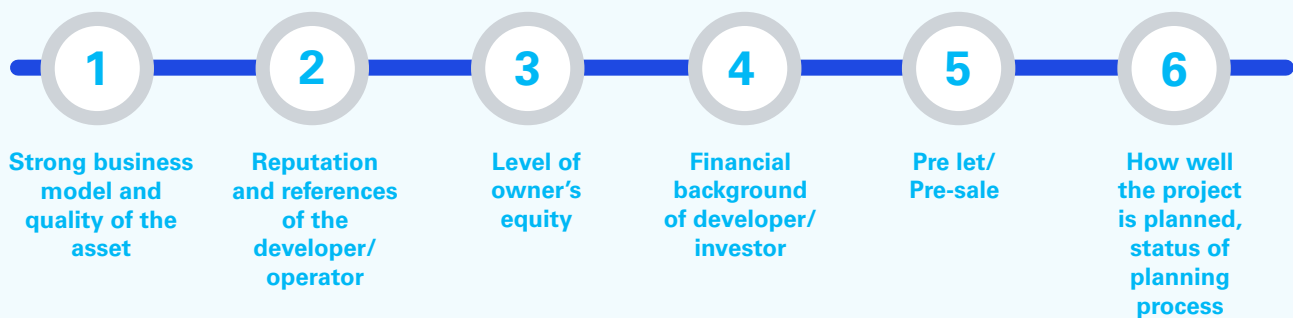 1
Strong business
model and
quality of the
asset
2
Reputation
and references
of the
developer/
operator
3
Level of
owner's
equity
4
Financial
background
of developer/
investor
5
Pre let/
Pre-sale
6
How well
the project
is planned,
status of
planning
process